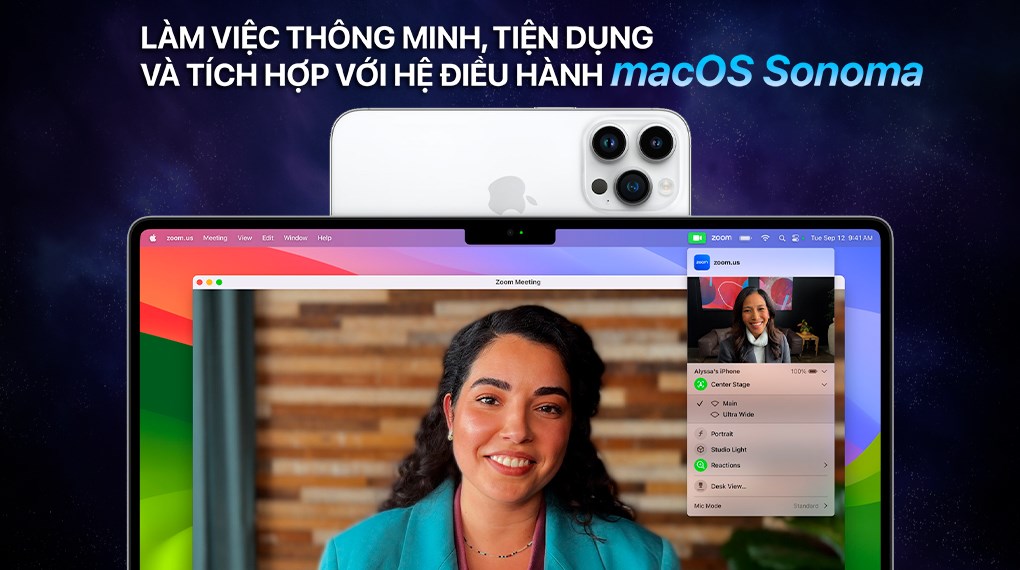 LÀM VIỆC THÔNG MINH, TIỆN DỤNG
VÀ TÍCH HỢP VỚI HỆ ĐIỀU HÀNH macOS Sonoma
zoom.us Meeting View Edit Window Help zoom Tue Sep 12 9:41 AM
zoom zoom.us
Zoom Meeting
Alyssa's iPhone 100%
Center Stage
Main
Ultra Wide
Portrait
Studio Light
Reactions
Desk View...
Mic Mode Standard